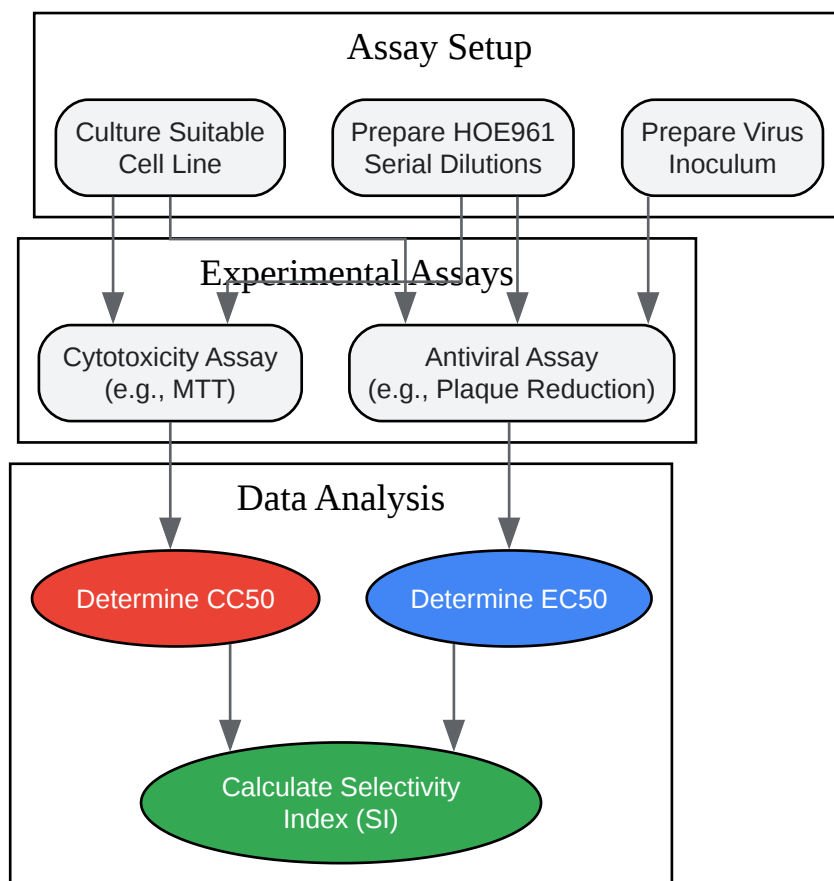 Assay Setup
Culture Suitable
Cell Line
Prepare HOE961
Serial Dilutions
Prepare Virus
Inoculum
Experimental Assays
Cytotoxicity Assay
(e.g., MTT)
Antiviral Assay
(e.g., Plaque Reduction)
Data Analysis
Determine CC50
Determine EC50
Calculate Selectivity
Index (SI)